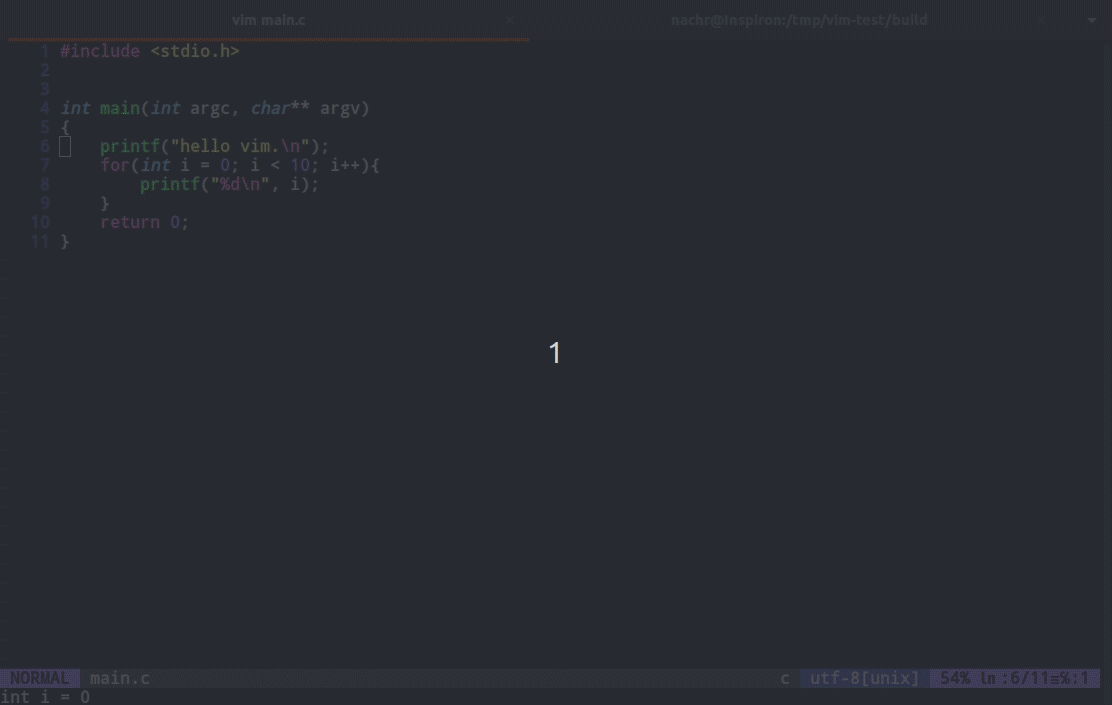 vim main.c × nachr@Inspiron:/tmp/vim-test/build ×
1 #include <stdio.h>
2
3
4 int main(int argc, char** argv)
5 {
6     printf("hello vim.\n");
7     for(int i = 0; i < 10; i++){
8         printf("%d\n", i);
9     }
10     return 0;
11 }
1
NORMAL main.c c utf-8[unix] 54% ln:6/11≡%:1
int i = 0